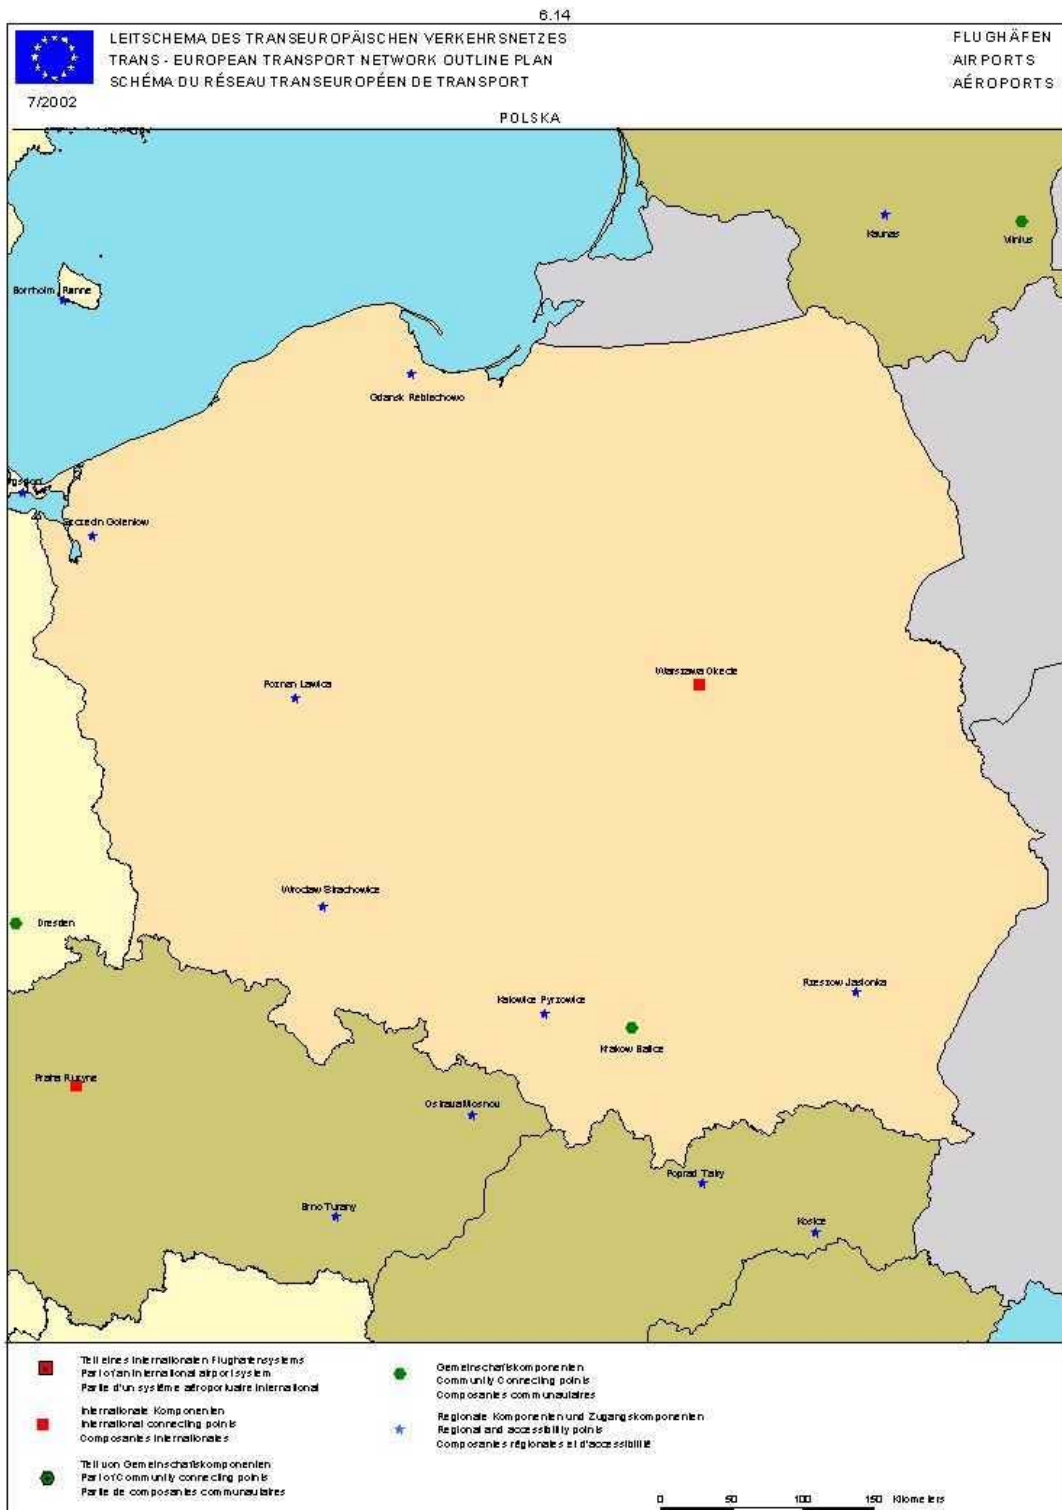 6.14
LEITSCHEMA DES TRANSEUROPÄISCHEN VERKEHRSNETZES
TRANS - EUROPEAN TRANSPORT NETWORK OUTLINE PLAN
SCHÉMA DU RÉSEAU TRANSEUROPÉEN DE TRANSPORT
FLUGHÄFEN
AIRPORTS
AÉROPORTS
7/2002
POLSKA
Kaunas
Vilnius
Bornholm Rønne
Gdansk Rebiechowo
Szczecin Goleniow
Poznan Lawica
Warszawa Okecie
Wroclaw Strachowice
Dresden
Rzeszow Jasionka
Katowice Pyrzowice
Krakow Balice
Praha Ruzyne
Ostrava Mosnov
Poprad Tatry
Brno Turany
Kosice
Teil eines Internationalen Flughafensystems
Part of an International airport system
Partie d'un système aéroportuaire international
Internationale Komponenten
International connecting points
Composantes internationales
Teil von Gemeinschaftskomponenten
Part of Community connecting points
Partie de composantes communautaires
Gemeinschaftskomponenten
Community Connecting points
Composantes communautaires
Regionale Komponenten und Zugangskomponenten
Regional and accessibility points
Composantes régionales et d'accessibilité
0 50 100 150 Kilometers